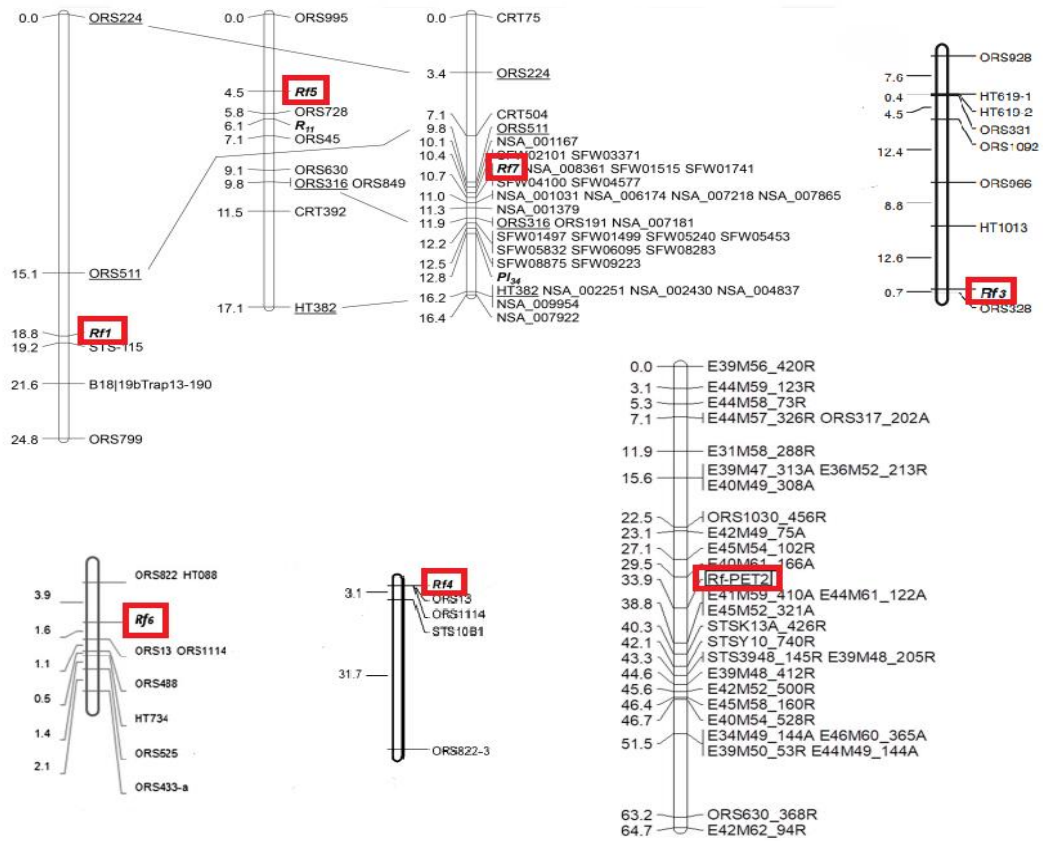 0.0 ORS224
15.1 ORS511
18.8 Rf1
19.2 STS-115
21.6 B18|19bTrap13-190
24.8 ORS799
0.0 ORS995
4.5 Rf5
5.8 ORS728
6.1 R11
7.1 ORS45
9.1 ORS630
9.8 ORS316 ORS849
11.5 CRT392
17.1 HT382
0.0 CRT75
3.4 ORS224
7.1 CRT504
9.8 ORS511
10.1 NSA_001167
10.4 SFW02101 SFW03371
10.7 Rf7 NSA_008361 SFW01515 SFW01741
SFW04100 SFW04577
11.0 NSA_001031 NSA_006174 NSA_007218 NSA_007865
11.3 NSA_001379
11.9 ORS316 ORS191 NSA_007181
12.2 SFW01497 SFW01499 SFW05240 SFW05453
SFW05832 SFW06095 SFW08283
12.5 SFW08875 SFW09223
12.8 Pl34
16.2 HT382 NSA_002251 NSA_002430 NSA_004837
NSA_009954
16.4 NSA_007922
ORS928
7.6
HT619-1
0.4
HT619-2
4.5
ORS331
ORS1092
12.4
ORS966
8.8
HT1013
12.6
Rf3
0.7
ORS328
ORS822 HT088
3.9
Rf6
1.6
ORS13 ORS1114
1.1
ORS488
0.5
HT734
1.4
ORS525
2.1
ORS433-a
Rf4
3.1
ORS13
ORS1114
STS10B1
31.7
ORS822-3
0.0 E39M56_420R
3.1 E44M59_123R
5.3 E44M58_73R
7.1 E44M57_326R ORS317_202A
11.9 E31M58_288R
15.6 E39M47_313A E36M52_213R
E40M49_308A
22.5 ORS1030_456R
23.1 E42M49_75A
27.1 E45M54_102R
29.5 E40M61_166A
33.9 Rf-PET2
38.8 E41M59_410A E44M61_122A
E45M52_321A
40.3 STSK13A_426R
42.1 STSY10_740R
43.3 STS3948_145R E39M48_205R
44.6 E39M48_412R
45.6 E42M52_500R
46.4 E45M58_160R
46.7 E40M54_528R
51.5 E34M49_144A E46M60_365A
E39M50_53R E44M49_144A
63.2 ORS630_368R
64.7 E42M62_94R